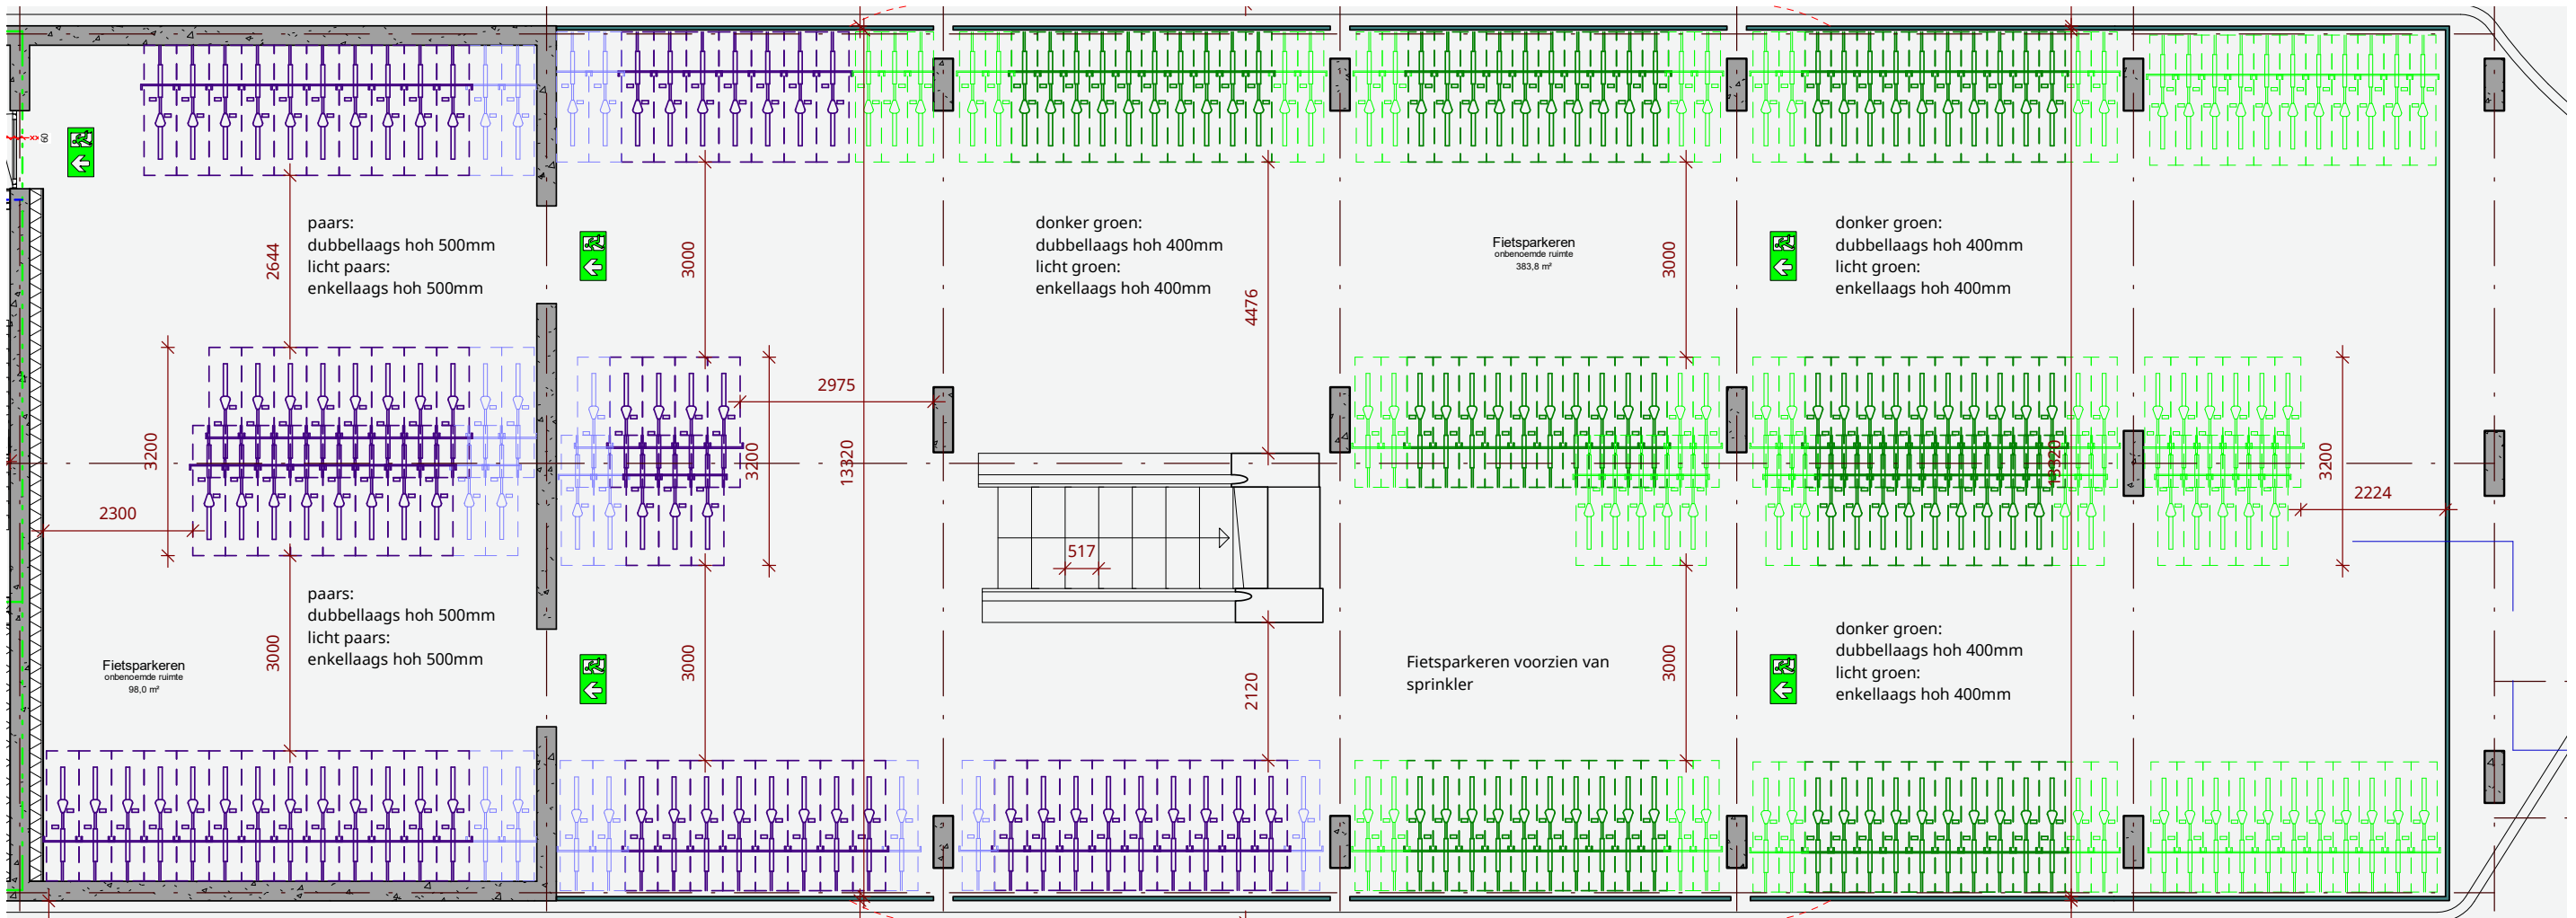 60
paars:
dubbellaags hoh 500mm
licht paars:
enkellaags hoh 500mm
donker groen:
dubbellaags hoh 400mm
licht groen:
enkellaags hoh 400mm
Fietsparkeren
onbenoemde ruimte
383,8 m²
donker groen:
dubbellaags hoh 400mm
licht groen:
enkellaags hoh 400mm
2644
3000
4476
3000
2975
3200
3200
13320
13320
3200
2300
2224
517
paars:
dubbellaags hoh 500mm
licht paars:
enkellaags hoh 500mm
3000
3000
2120
3000
Fietsparkeren
onbenoemde ruimte
98,0 m²
Fietsparkeren voorzien van
sprinkler
donker groen:
dubbellaags hoh 400mm
licht groen:
enkellaags hoh 400mm